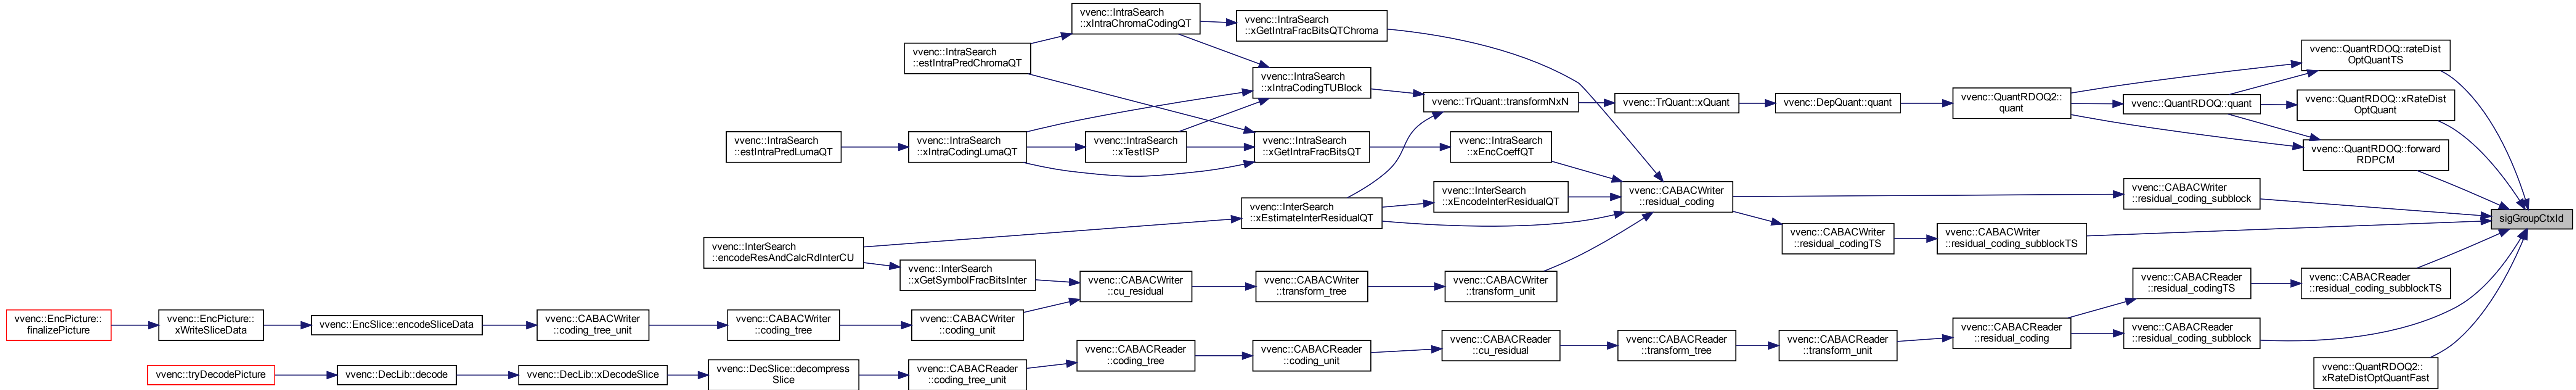 vvenc::IntraSearch
::xIntraChromaCodingQT
vvenc::IntraSearch
::xGetIntraFracBitsQTChroma
vvenc::IntraSearch
::estIntraPredChromaQT
vvenc::QuantRDOQ::rateDist
OptQuantTS
vvenc::IntraSearch
::xIntraCodingTUBlock
vvenc::TrQuant::transformNxN
vvenc::TrQuant::xQuant
vvenc::DepQuant::quant
vvenc::QuantRDOQ2::
quant
vvenc::QuantRDOQ::quant
vvenc::QuantRDOQ::xRateDist
OptQuant
vvenc::IntraSearch
::estIntraPredLumaQT
vvenc::IntraSearch
::xIntraCodingLumaQT
vvenc::IntraSearch
::xTestISP
vvenc::IntraSearch
::xGetIntraFracBitsQT
vvenc::IntraSearch
::xEncCoeffQT
vvenc::QuantRDOQ::forward
RDPCM
vvenc::InterSearch
::xEstimateInterResidualQT
vvenc::InterSearch
::xEncodeInterResidualQT
vvenc::CABACWriter
::residual_coding
vvenc::CABACWriter
::residual_coding_subblock
sigGroupCtxId
vvenc::InterSearch
::encodeResAndCalcRdInterCU
vvenc::CABACWriter
::residual_codingTS
vvenc::CABACWriter
::residual_coding_subblockTS
vvenc::InterSearch
::xGetSymbolFracBitsInter
vvenc::CABACWriter
::cu_residual
vvenc::CABACWriter
::transform_tree
vvenc::CABACWriter
::transform_unit
vvenc::CABACReader
::residual_codingTS
vvenc::CABACReader
::residual_coding_subblockTS
vvenc::EncPicture::
finalizePicture
vvenc::EncPicture::
xWriteSliceData
vvenc::EncSlice::encodeSliceData
vvenc::CABACWriter
::coding_tree_unit
vvenc::CABACWriter
::coding_tree
vvenc::CABACWriter
::coding_unit
vvenc::CABACReader
::coding_tree
vvenc::CABACReader
::coding_unit
vvenc::CABACReader
::cu_residual
vvenc::CABACReader
::transform_tree
vvenc::CABACReader
::transform_unit
vvenc::CABACReader
::residual_coding
vvenc::CABACReader
::residual_coding_subblock
vvenc::tryDecodePicture
vvenc::DecLib::decode
vvenc::DecLib::xDecodeSlice
vvenc::DecSlice::decompress
Slice
vvenc::CABACReader
::coding_tree_unit
vvenc::QuantRDOQ2::
xRateDistOptQuantFast